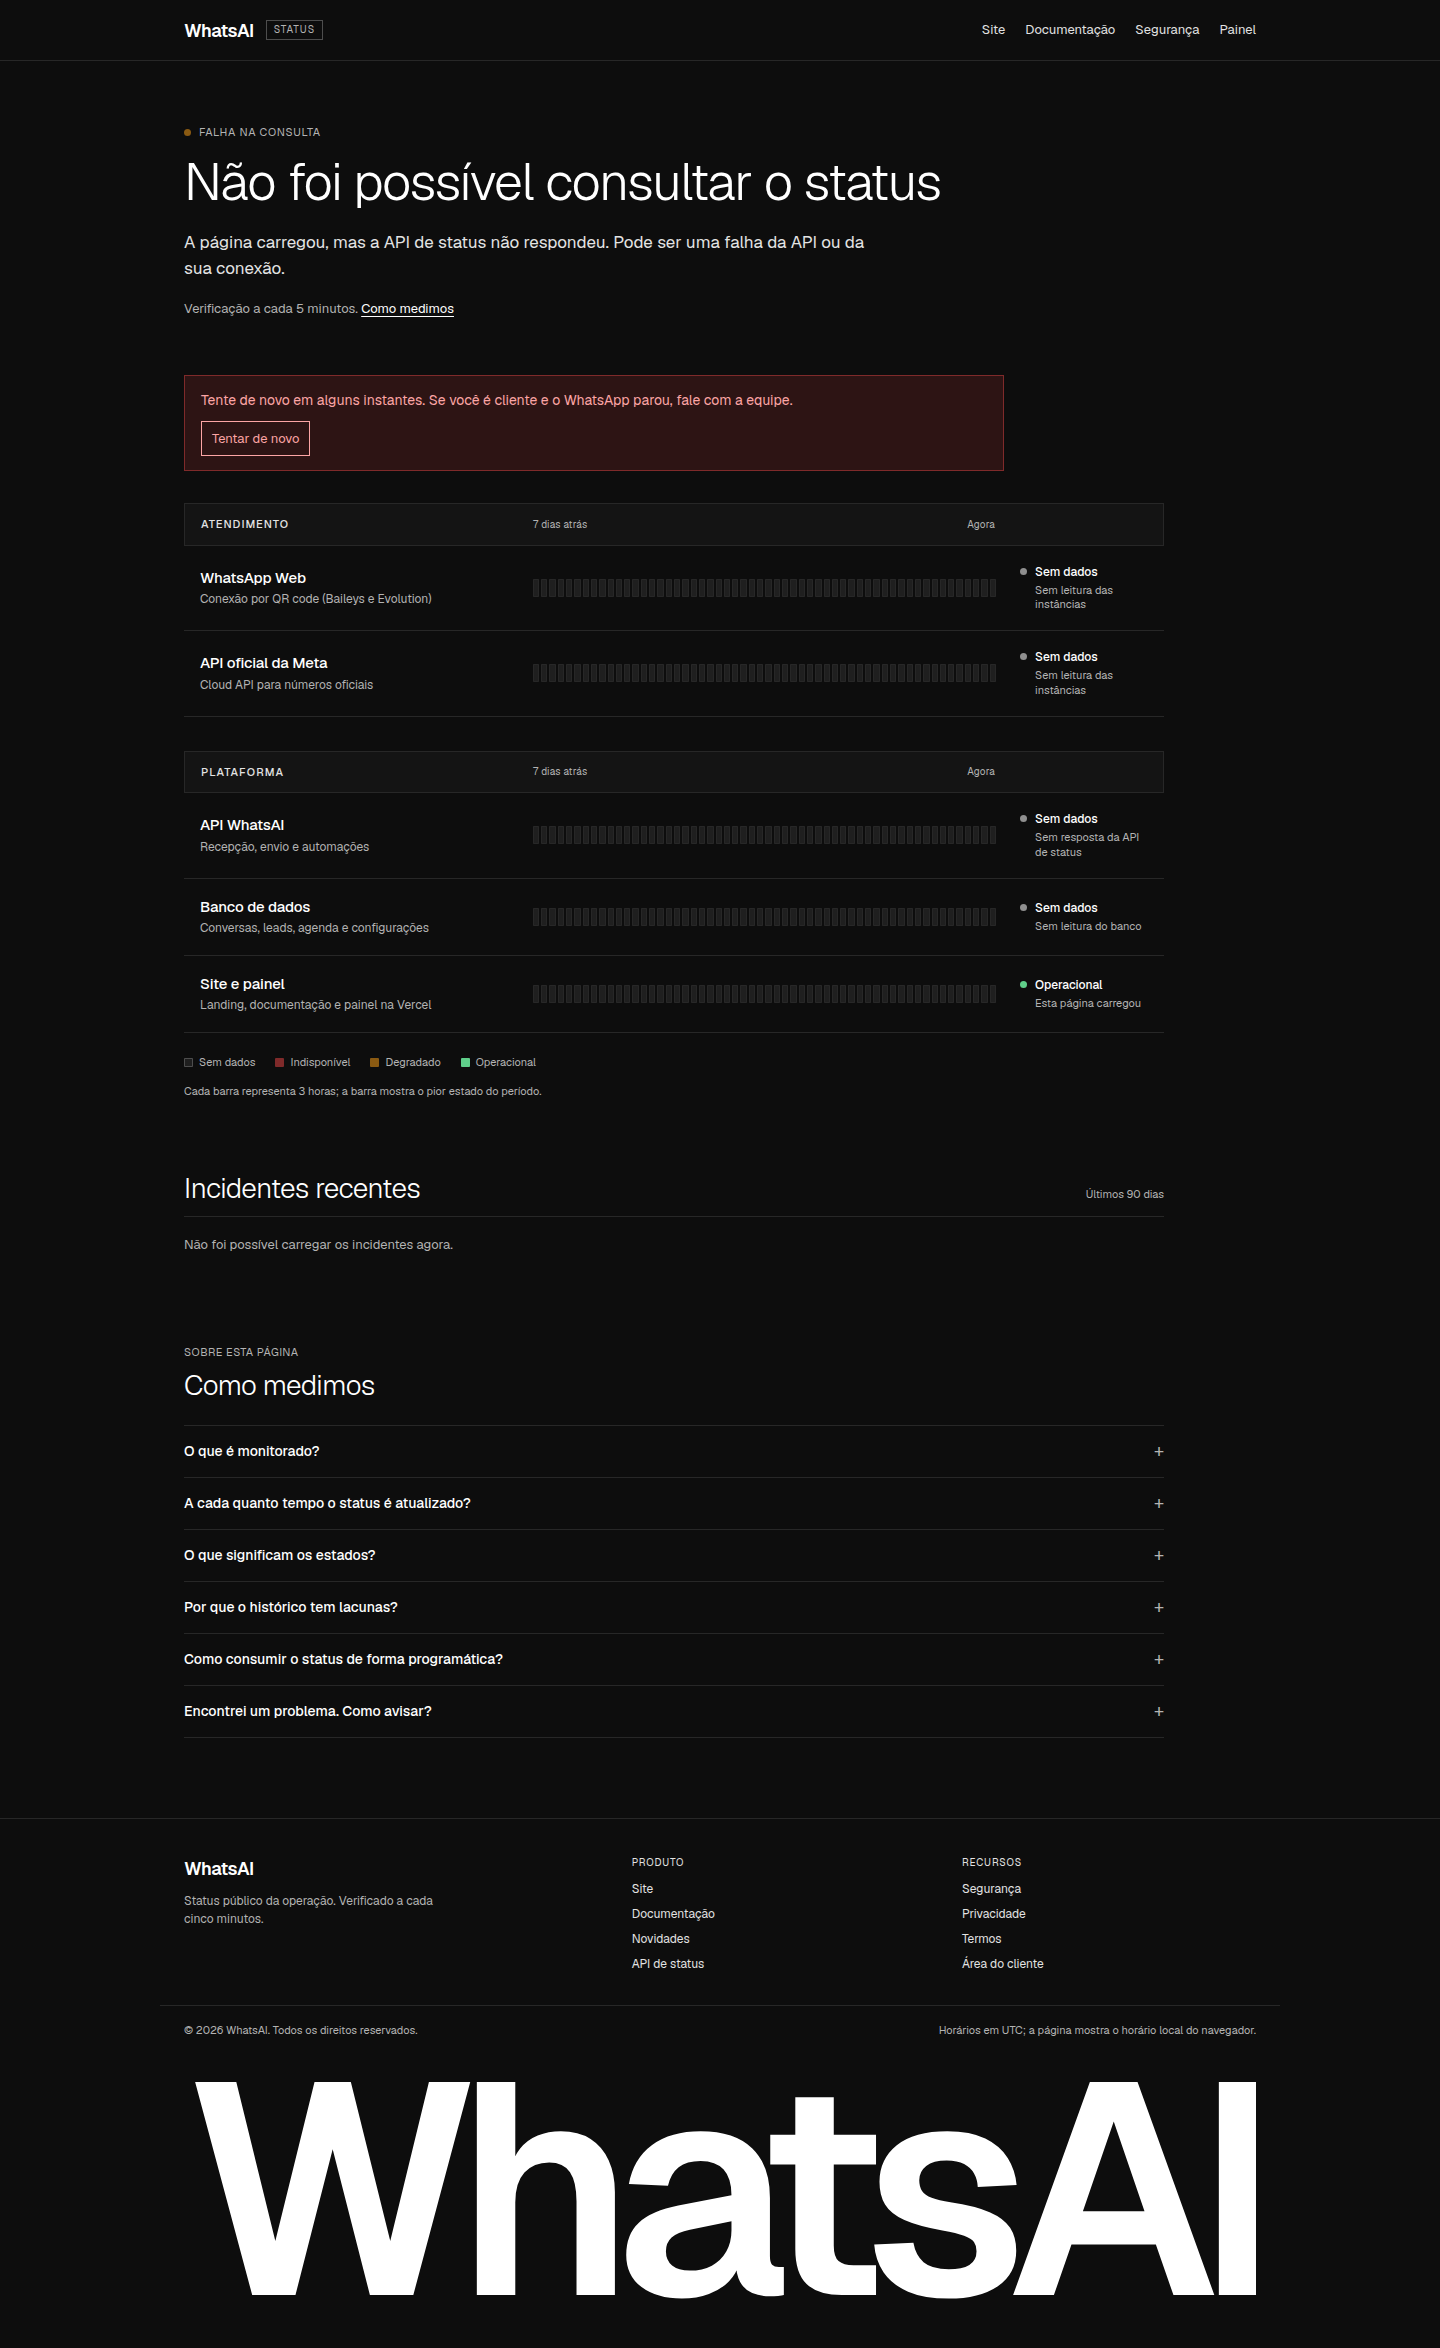 WhatsAI
STATUS
Site
Documentação
Segurança
Painel
FALHA NA CONSULTA
Não foi possível consultar o status
A página carregou, mas a API de status não respondeu. Pode ser uma falha da API ou da
sua conexão.
Verificação a cada 5 minutos. Como medimos
Tente de novo em alguns instantes. Se você é cliente e o WhatsApp parou, fale com a equipe.
Tentar de novo
ATENDIMENTO
7 dias atrás
Agora
WhatsApp Web
Conexão por QR code (Baileys e Evolution)
Sem dados
Sem leitura das
instâncias
API oficial da Meta
Cloud API para números oficiais
Sem dados
Sem leitura das
instâncias
PLATAFORMA
7 dias atrás
Agora
API WhatsAI
Recepção, envio e automações
Sem dados
Sem resposta da API
de status
Banco de dados
Conversas, leads, agenda e configurações
Sem dados
Sem leitura do banco
Site e painel
Landing, documentação e painel na Vercel
Operacional
Esta página carregou
Sem dados
Indisponível
Degradado
Operacional
Cada barra representa 3 horas; a barra mostra o pior estado do período.
Incidentes recentes
Últimos 90 dias
Não foi possível carregar os incidentes agora.
SOBRE ESTA PÁGINA
Como medimos
O que é monitorado?
+
A cada quanto tempo o status é atualizado?
+
O que significam os estados?
+
Por que o histórico tem lacunas?
+
Como consumir o status de forma programática?
+
Encontrei um problema. Como avisar?
+
WhatsAI
Status público da operação. Verificado a cada
cinco minutos.
PRODUTO
Site
Documentação
Novidades
API de status
RECURSOS
Segurança
Privacidade
Termos
Área do cliente
© 2026 WhatsAI. Todos os direitos reservados.
Horários em UTC; a página mostra o horário local do navegador.
WhatsAI